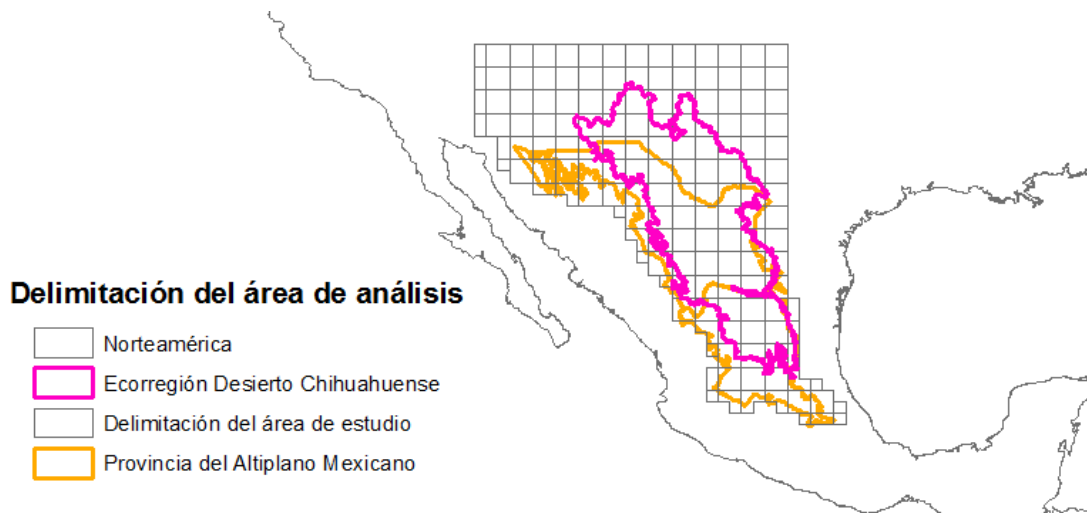 Delimitación del área de análisis
Norteamérica
Ecorregión Desierto Chihuahuense
Delimitación del área de estudio
Provincia del Altiplano Mexicano